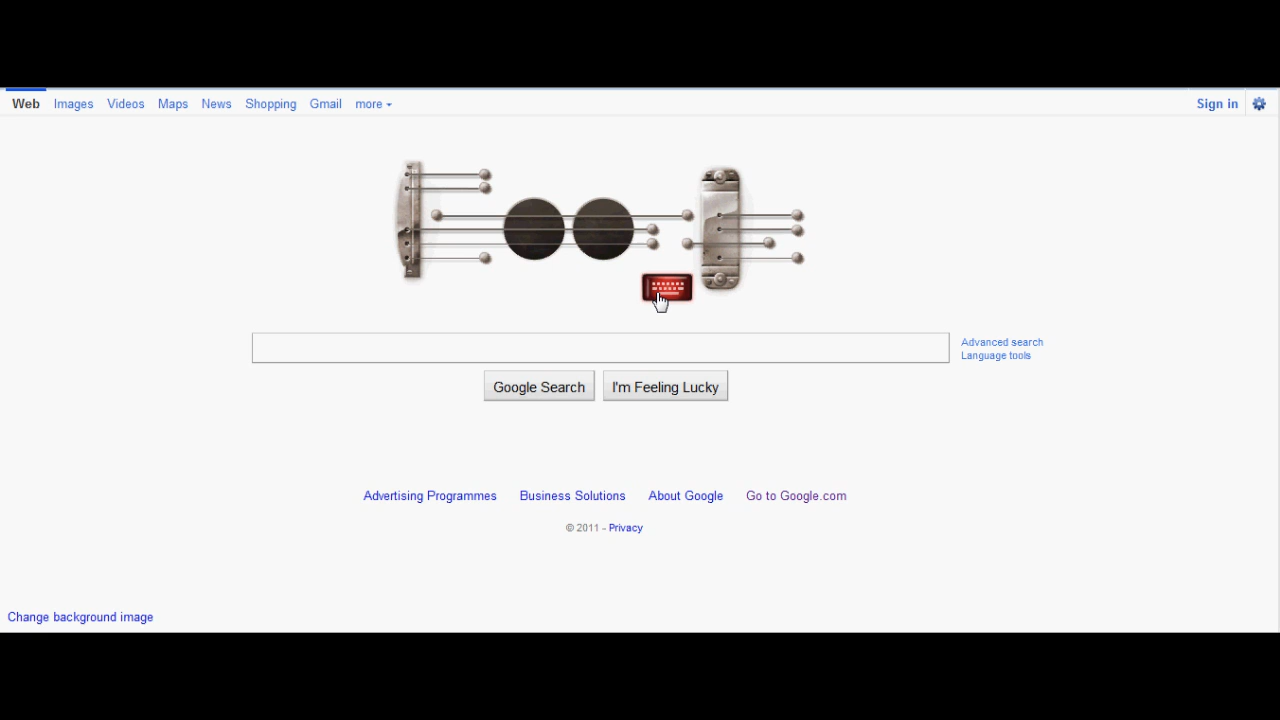 Web Images Videos Maps News Shopping Gmail more Sign in
Advanced search
Language tools
Google Search I'm Feeling Lucky
Advertising Programmes Business Solutions About Google Go to Google.com
© 2011 - Privacy
Change background image